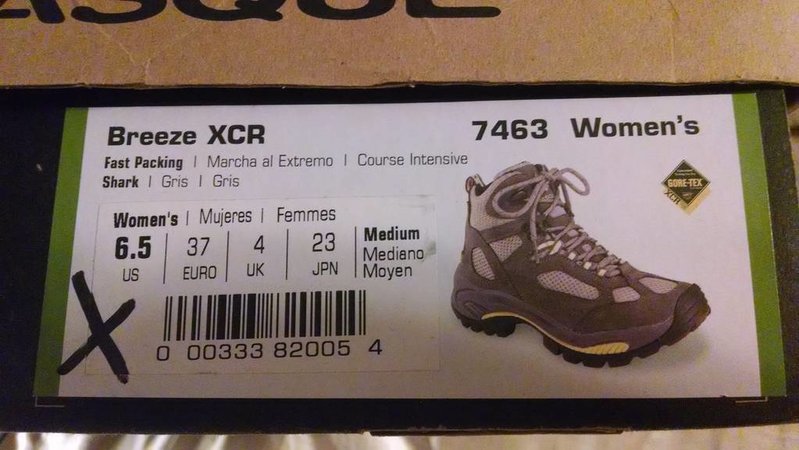 ASQUE
Breeze XCR
7463 Women's
Fast Packing | Marcha al Extremo | Course Intensive
Shark | Gris | Gris
GORE-TEX
XCR
Women's | Mujeres | Femmes
6.5 US | 37 EURO | 4 UK | 23 JPN
Medium
Mediano
Moyen
X
0 00333 82005 4